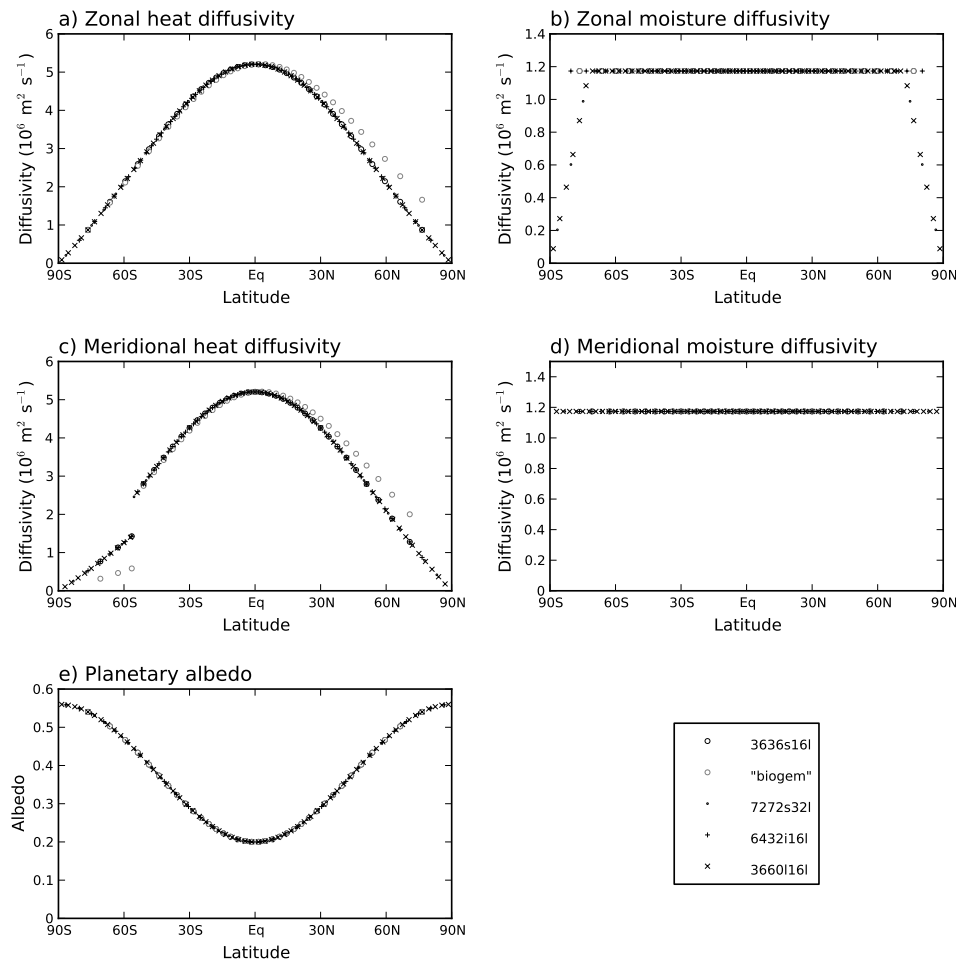 a) Zonal heat diffusivity
6
5
4
3
2
1
0
Diffusivity (10⁶ m² s⁻¹)
90S 60S 30S Eq 30N 60N 90N
Latitude
b) Zonal moisture diffusivity
1.4
1.2
1.0
0.8
0.6
0.4
0.2
0
Diffusivity (10⁶ m² s⁻¹)
90S 60S 30S Eq 30N 60N 90N
Latitude
c) Meridional heat diffusivity
6
5
4
3
2
1
0
Diffusivity (10⁶ m² s⁻¹)
90S 60S 30S Eq 30N 60N 90N
Latitude
d) Meridional moisture diffusivity
1.4
1.2
1.0
0.8
0.6
0.4
0.2
0
Diffusivity (10⁶ m² s⁻¹)
90S 60S 30S Eq 30N 60N 90N
Latitude
e) Planetary albedo
0.6
0.5
0.4
0.3
0.2
0.1
0
Albedo
90S 60S 30S Eq 30N 60N 90N
Latitude
3636s16l
"biogem"
7272s32l
6432i16l
3660l16l